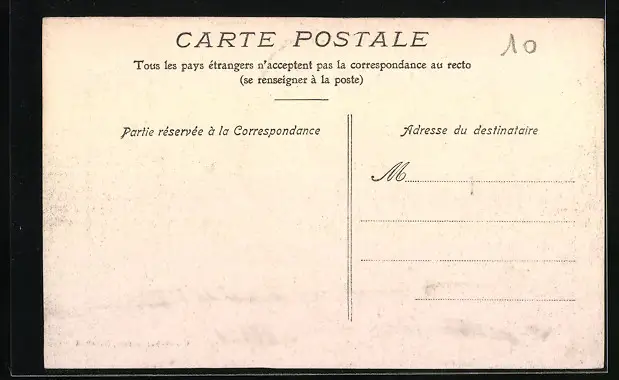 CARTE POSTALE
10
Tous les pays étrangers n'acceptent pas la correspondance au recto
(se renseigner à la poste)
Partie réservée à la Correspondance
Adresse du destinataire
M